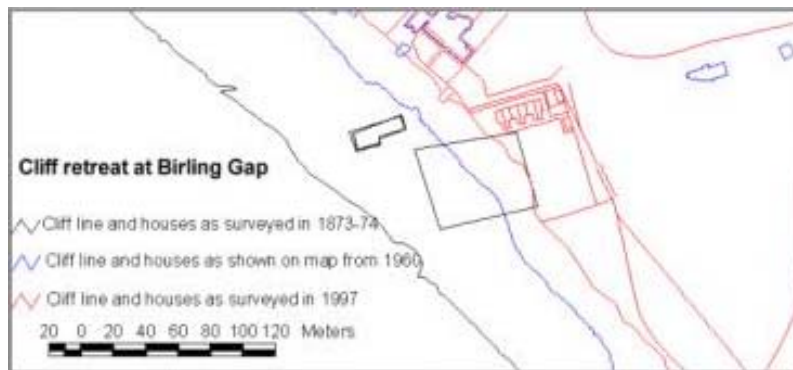 Cliff retreat at Birling Gap
Cliff line and houses as surveyed in 1873-74
Cliff line and houses as shown on map from 1960
Cliff line and houses as surveyed in 1997
20 0 20 40 60 80 100 120 Meters